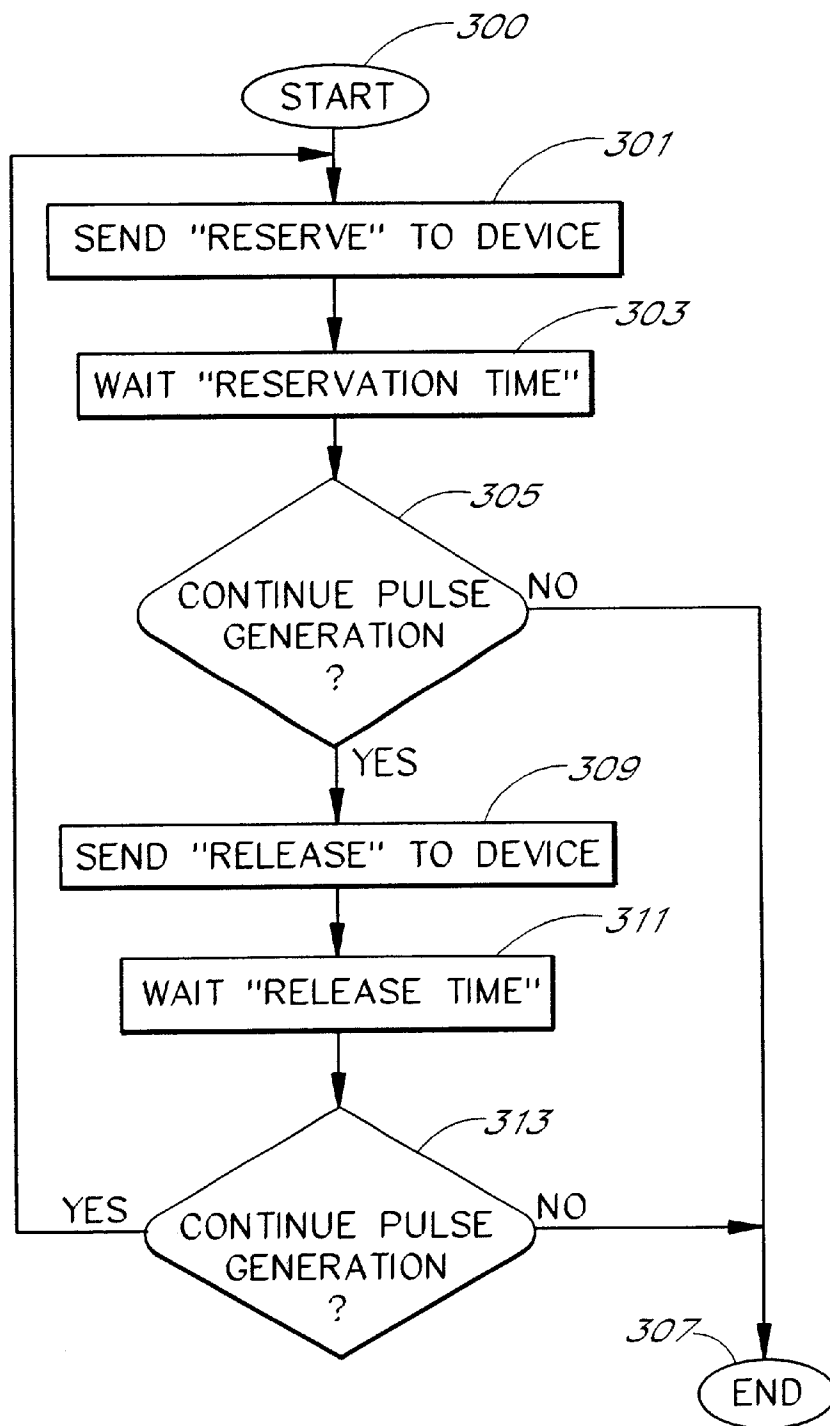 300
START
301
SEND "RESERVE" TO DEVICE
303
WAIT "RESERVATION TIME"
305
CONTINUE PULSE
GENERATION
?
NO
YES
309
SEND "RELEASE" TO DEVICE
311
WAIT "RELEASE TIME"
313
YES
CONTINUE PULSE
GENERATION
?
NO
307
END